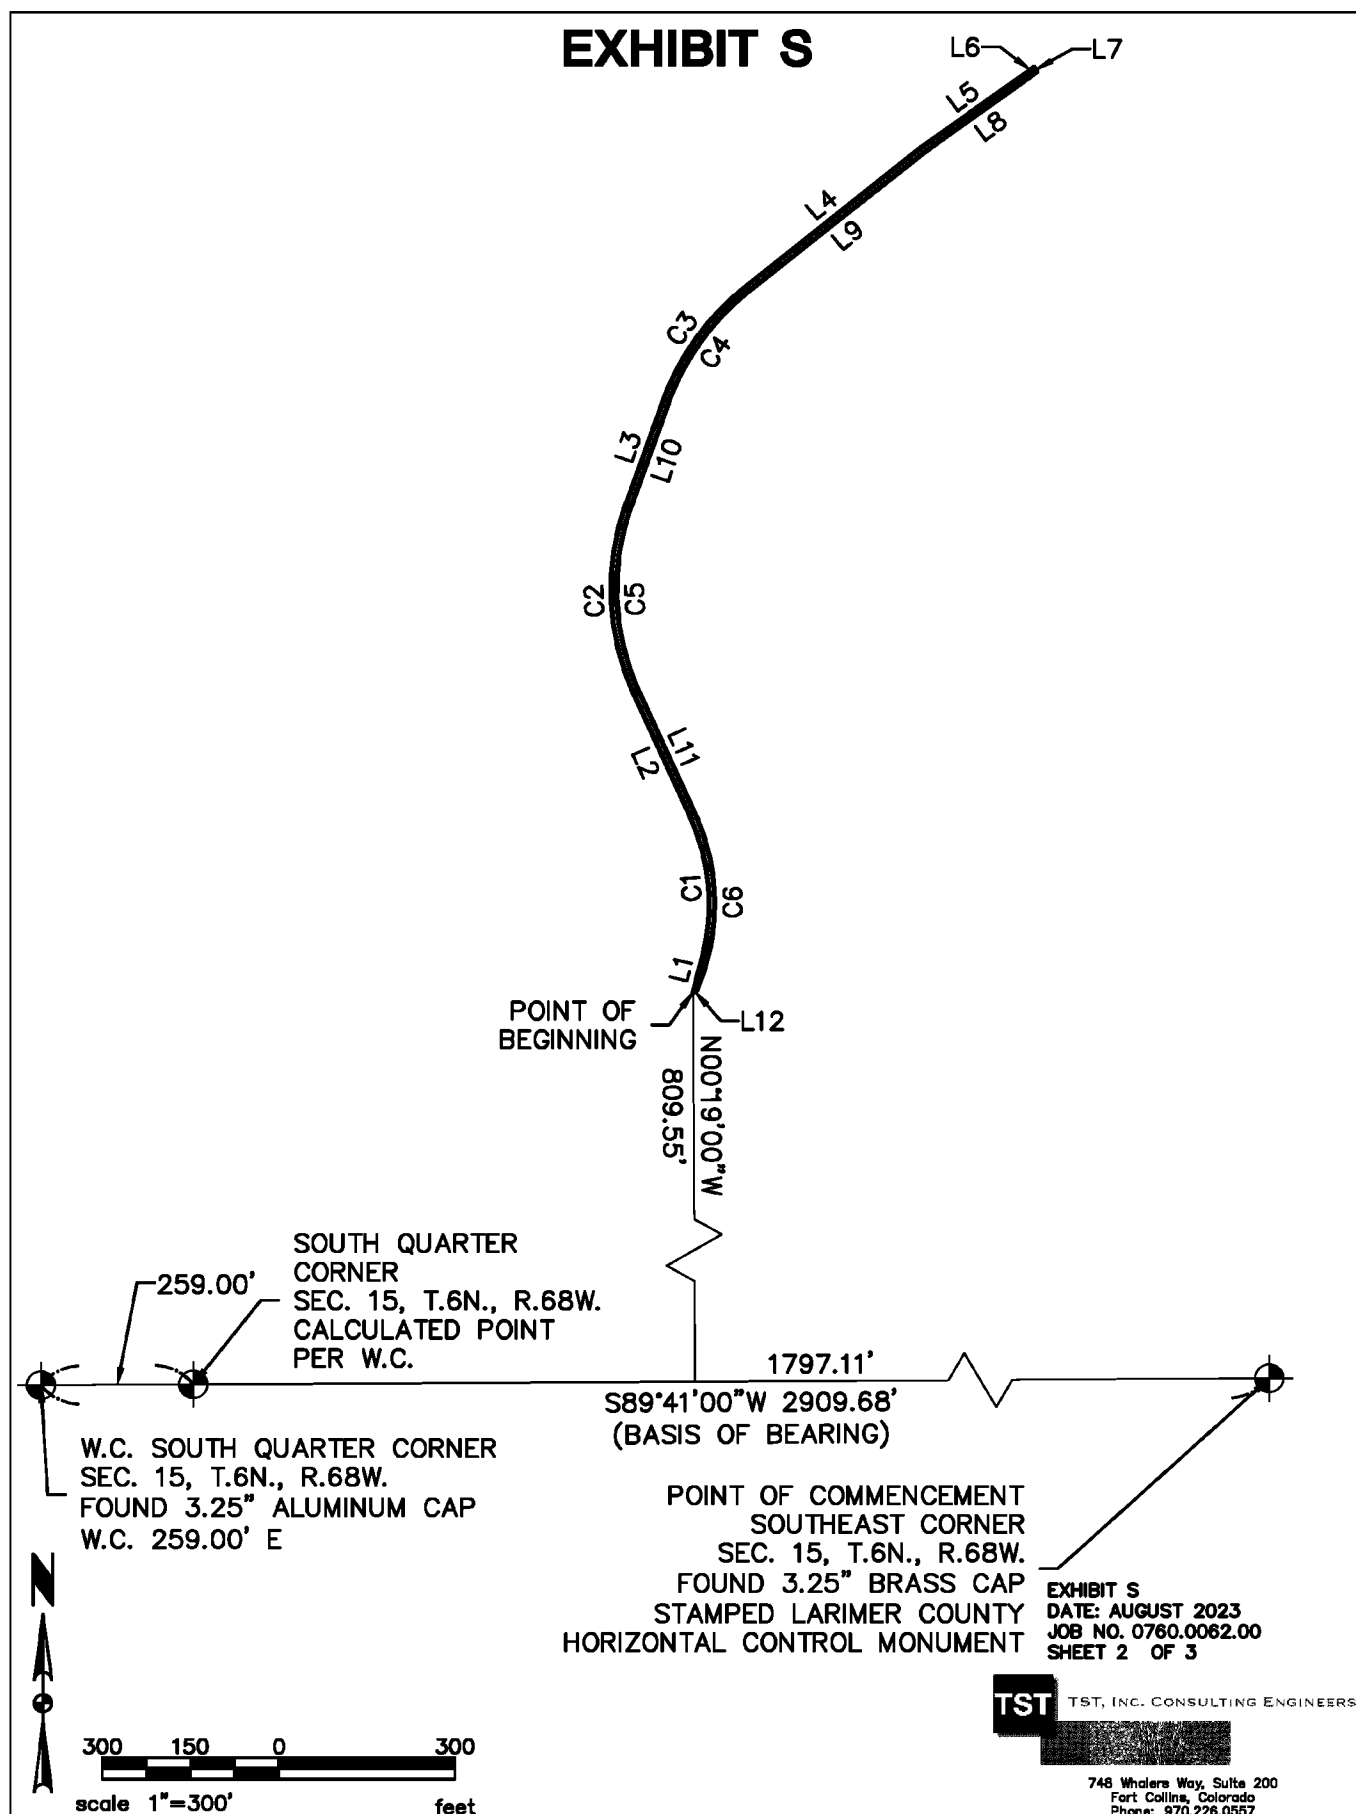 EXHIBIT S
L6
L7
L5
L8
L4
L9
C3
C4
L3
L10
C2
C5
L11
L2
C1
C6
L1
POINT OF
BEGINNING
L12
N00°19'00"W
809.55'
SOUTH QUARTER
CORNER
SEC. 15, T.6N., R.68W.
CALCULATED POINT
PER W.C.
259.00'
1797.11'
S89°41'00"W 2909.68'
(BASIS OF BEARING)
W.C. SOUTH QUARTER CORNER
SEC. 15, T.6N., R.68W.
FOUND 3.25" ALUMINUM CAP
W.C. 259.00' E
POINT OF COMMENCEMENT
SOUTHEAST CORNER
SEC. 15, T.6N., R.68W.
FOUND 3.25" BRASS CAP
STAMPED LARIMER COUNTY
HORIZONTAL CONTROL MONUMENT
EXHIBIT S
DATE: AUGUST 2023
JOB NO. 0760.0062.00
SHEET 2 OF 3
N
300 150 0 300
scale 1"=300' feet
TST
TST, INC. CONSULTING ENGINEERS
748 Whalers Way, Suite 200
Fort Collins, Colorado
Phone: 970.226.0557